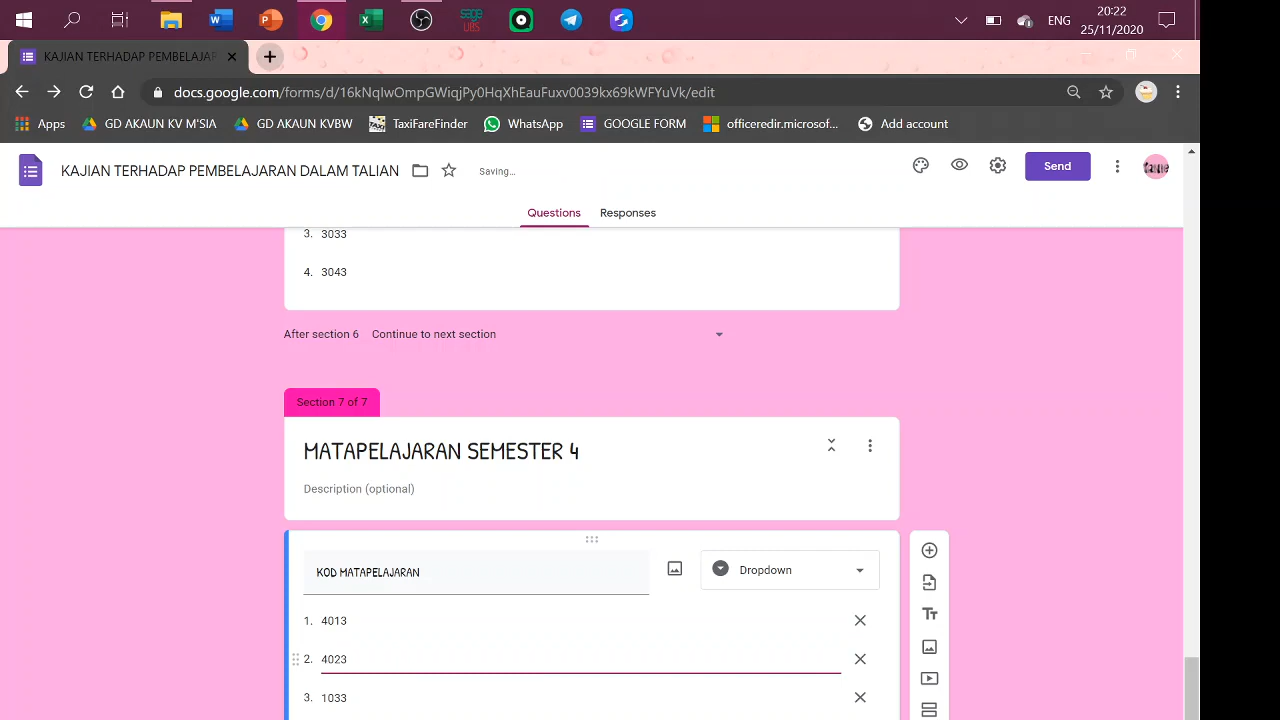 sage
UBS
ENG
20:22
25/11/2020
KAJIAN TERHADAP PEMBELAJAR
docs.google.com/forms/d/16kNqIwOmpGWiqjPy0HqXhEauFuxv0039kx69kWFYuVk/edit
Apps
GD AKAUN KV M'SIA
GD AKAUN KVBW
TaxiFareFinder
WhatsApp
GOOGLE FORM
officeredir.microsof...
Add account
KAJIAN TERHADAP PEMBELAJARAN DALAM TALIAN
Saving...
Send
Questions
Responses
3. 3033
4. 3043
After section 6 Continue to next section
Section 7 of 7
MATAPELAJARAN SEMESTER 4
Description (optional)
KOD MATAPELAJARAN
Dropdown
1. 4013
2. 4023
3. 1033